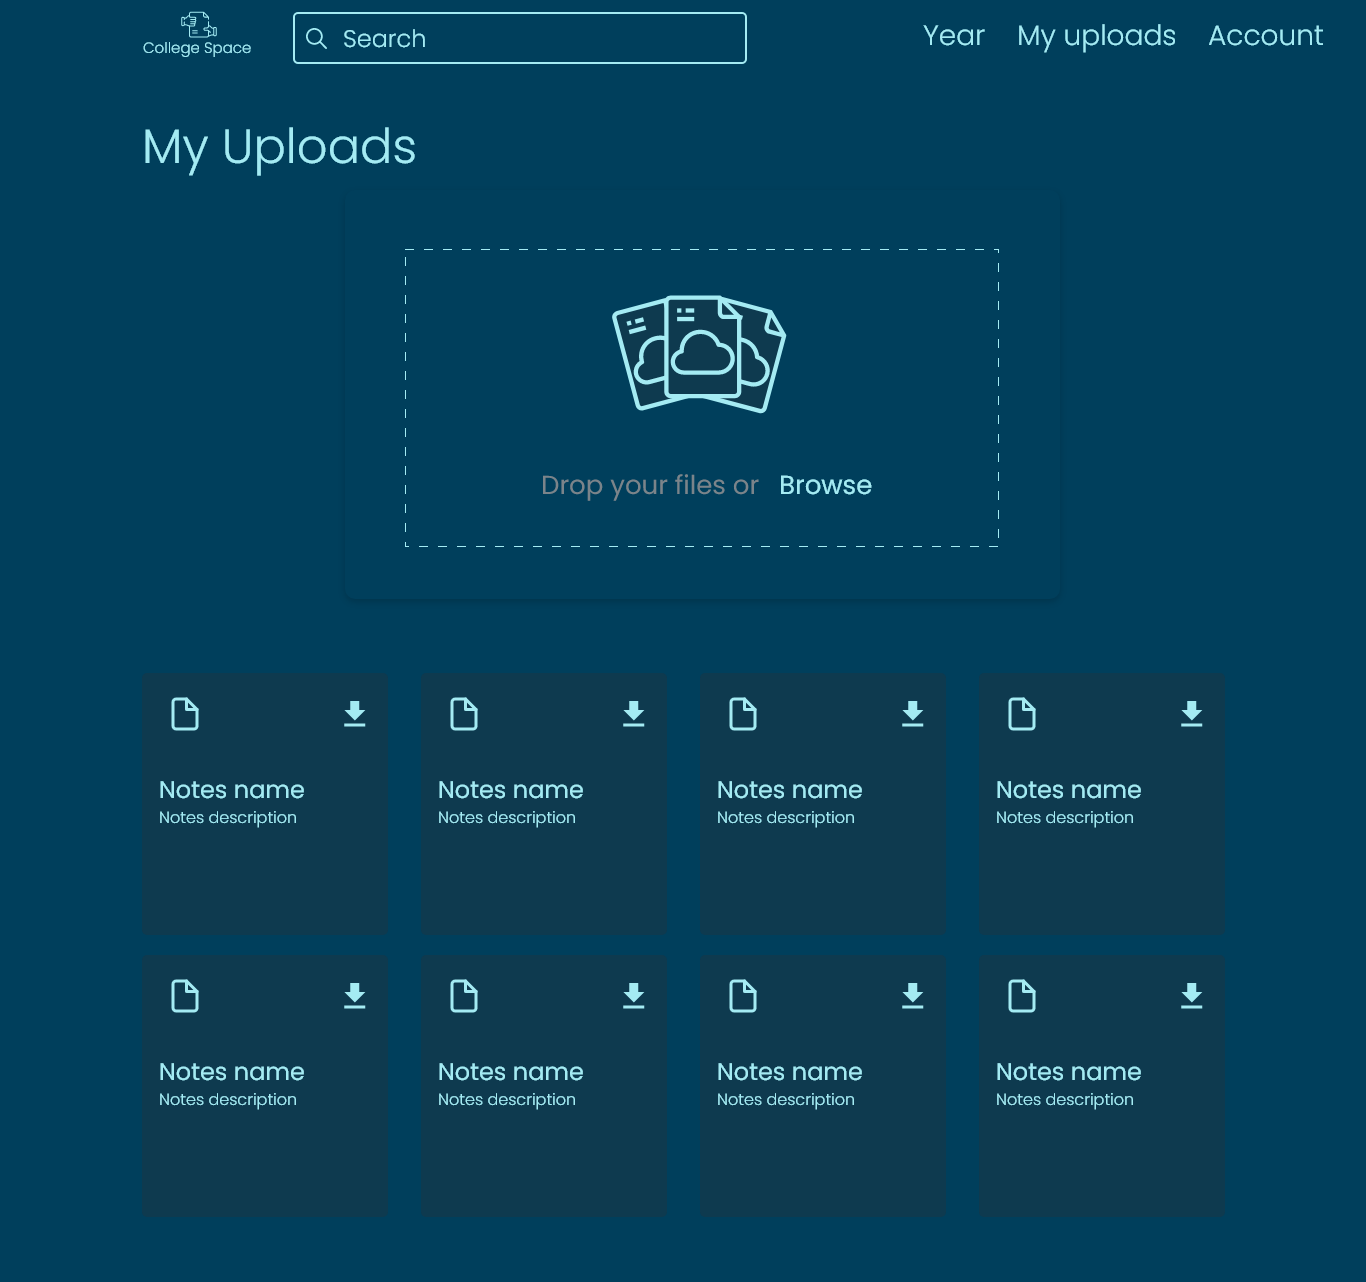 College Space
Search
Year
My uploads
Account
My Uploads
Drop your files or Browse
Notes name
Notes description
Notes name
Notes description
Notes name
Notes description
Notes name
Notes description
Notes name
Notes description
Notes name
Notes description
Notes name
Notes description
Notes name
Notes description